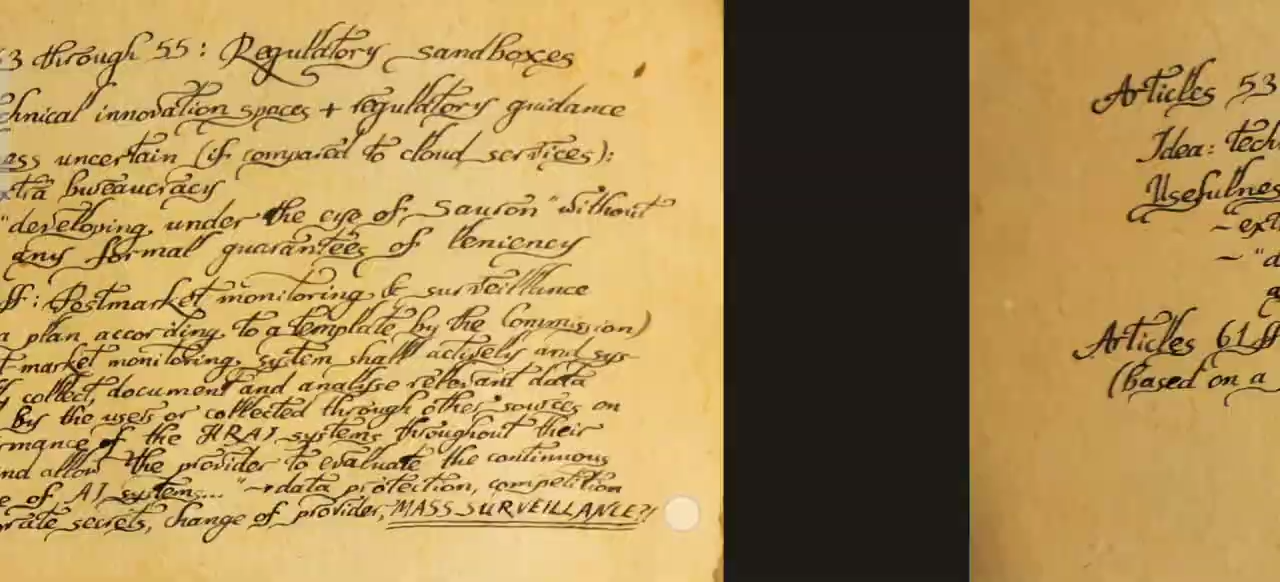 3 through 55: Regulatory sandboxes
chnical innovation spaces + regulatory guidance
ess uncertain (if compared to cloud services):
xtra bureaucracy
"developing under the eye of Sauron" without
any formal guarantees of leniency
ff: Postmarket monitoring & surveillance
a plan according to a template by the Commission)
t-market monitoring system shall actively and sys-
y collect, document and analyse relevant data
by the users or collected through other sources on
rmance of the HRAI systems throughout their
nd allow the provider to evaluate the continuous
e of AI systems..." → data protection, competition
orate secrets, change of provider, MASS SURVEILLANCE?!
Articles 53
Idea: tech
Usefulness
– ext
– "d
a
Articles 61ff
(based on a